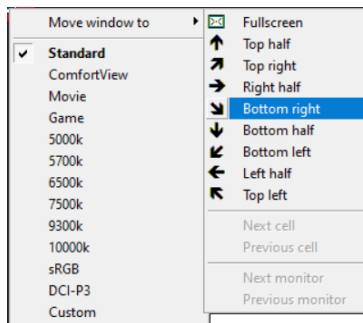 Move window to
Standard
ComfortView
Movie
Game
5000k
5700k
6500k
7500k
9300k
10000k
sRGB
DCI-P3
Custom
Fullscreen
Top half
Top right
Right half
Bottom right
Bottom half
Bottom left
Left half
Top left
Next cell
Previous cell
Next monitor
Previous monitor